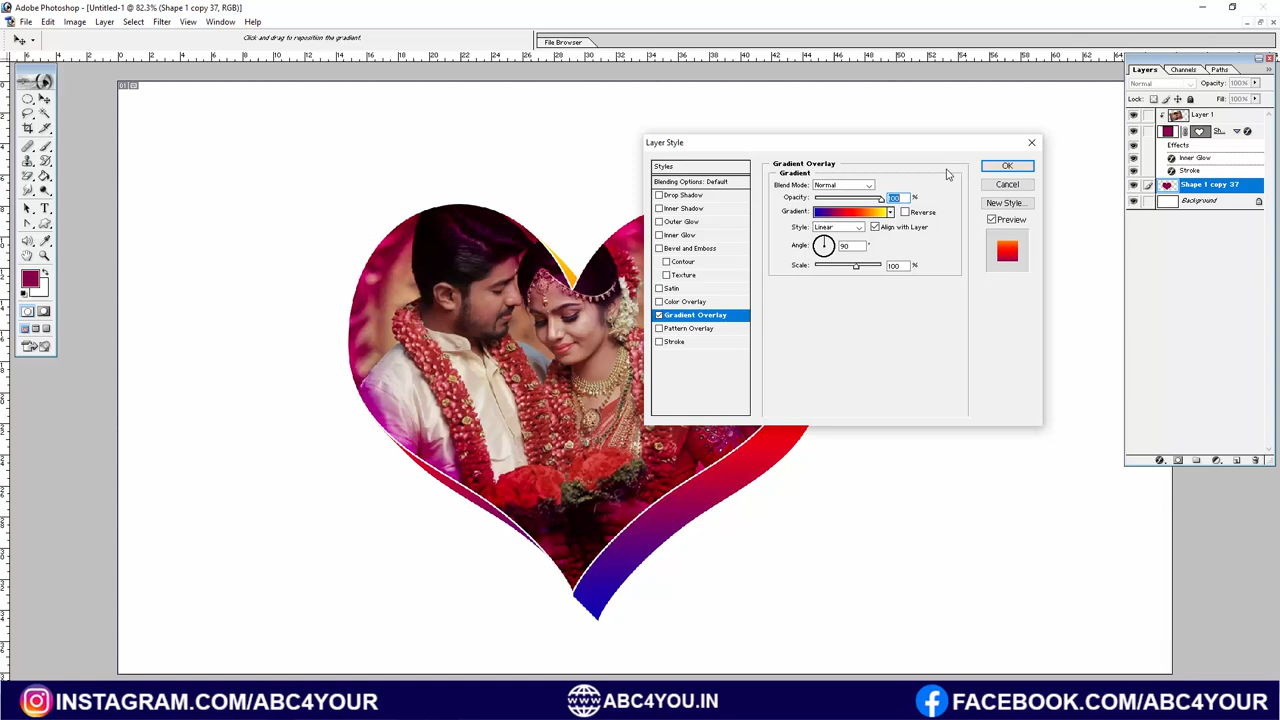 Adobe Photoshop - [Untitled-1 @ 82.3% (Shape 1 copy 37, RGB)]
File Edit Image Layer Select Filter View Window Help
Click and drag to reposition the gradient.
File Browser
Layer Style
Styles
Blending Options: Default
Drop Shadow
Inner Shadow
Outer Glow
Inner Glow
Bevel and Emboss
Contour
Texture
Satin
Color Overlay
Gradient Overlay
Pattern Overlay
Stroke
Gradient Overlay
Gradient
Blend Mode: Normal
Opacity: 100 %
Gradient: Reverse
Style: Linear Align with Layer
Angle: 90 °
Scale: 100 %
OK
Cancel
New Style...
Preview
Layers Channels Paths
Normal Opacity: 100%
Lock: Fill: 100%
Layer 1
Sh...
Effects
Inner Glow
Stroke
Shape 1 copy 37
Background
INSTAGRAM.COM/ABC4YOUR
ABC4YOU.IN
FACEBOOK.COM/ABC4YOUR